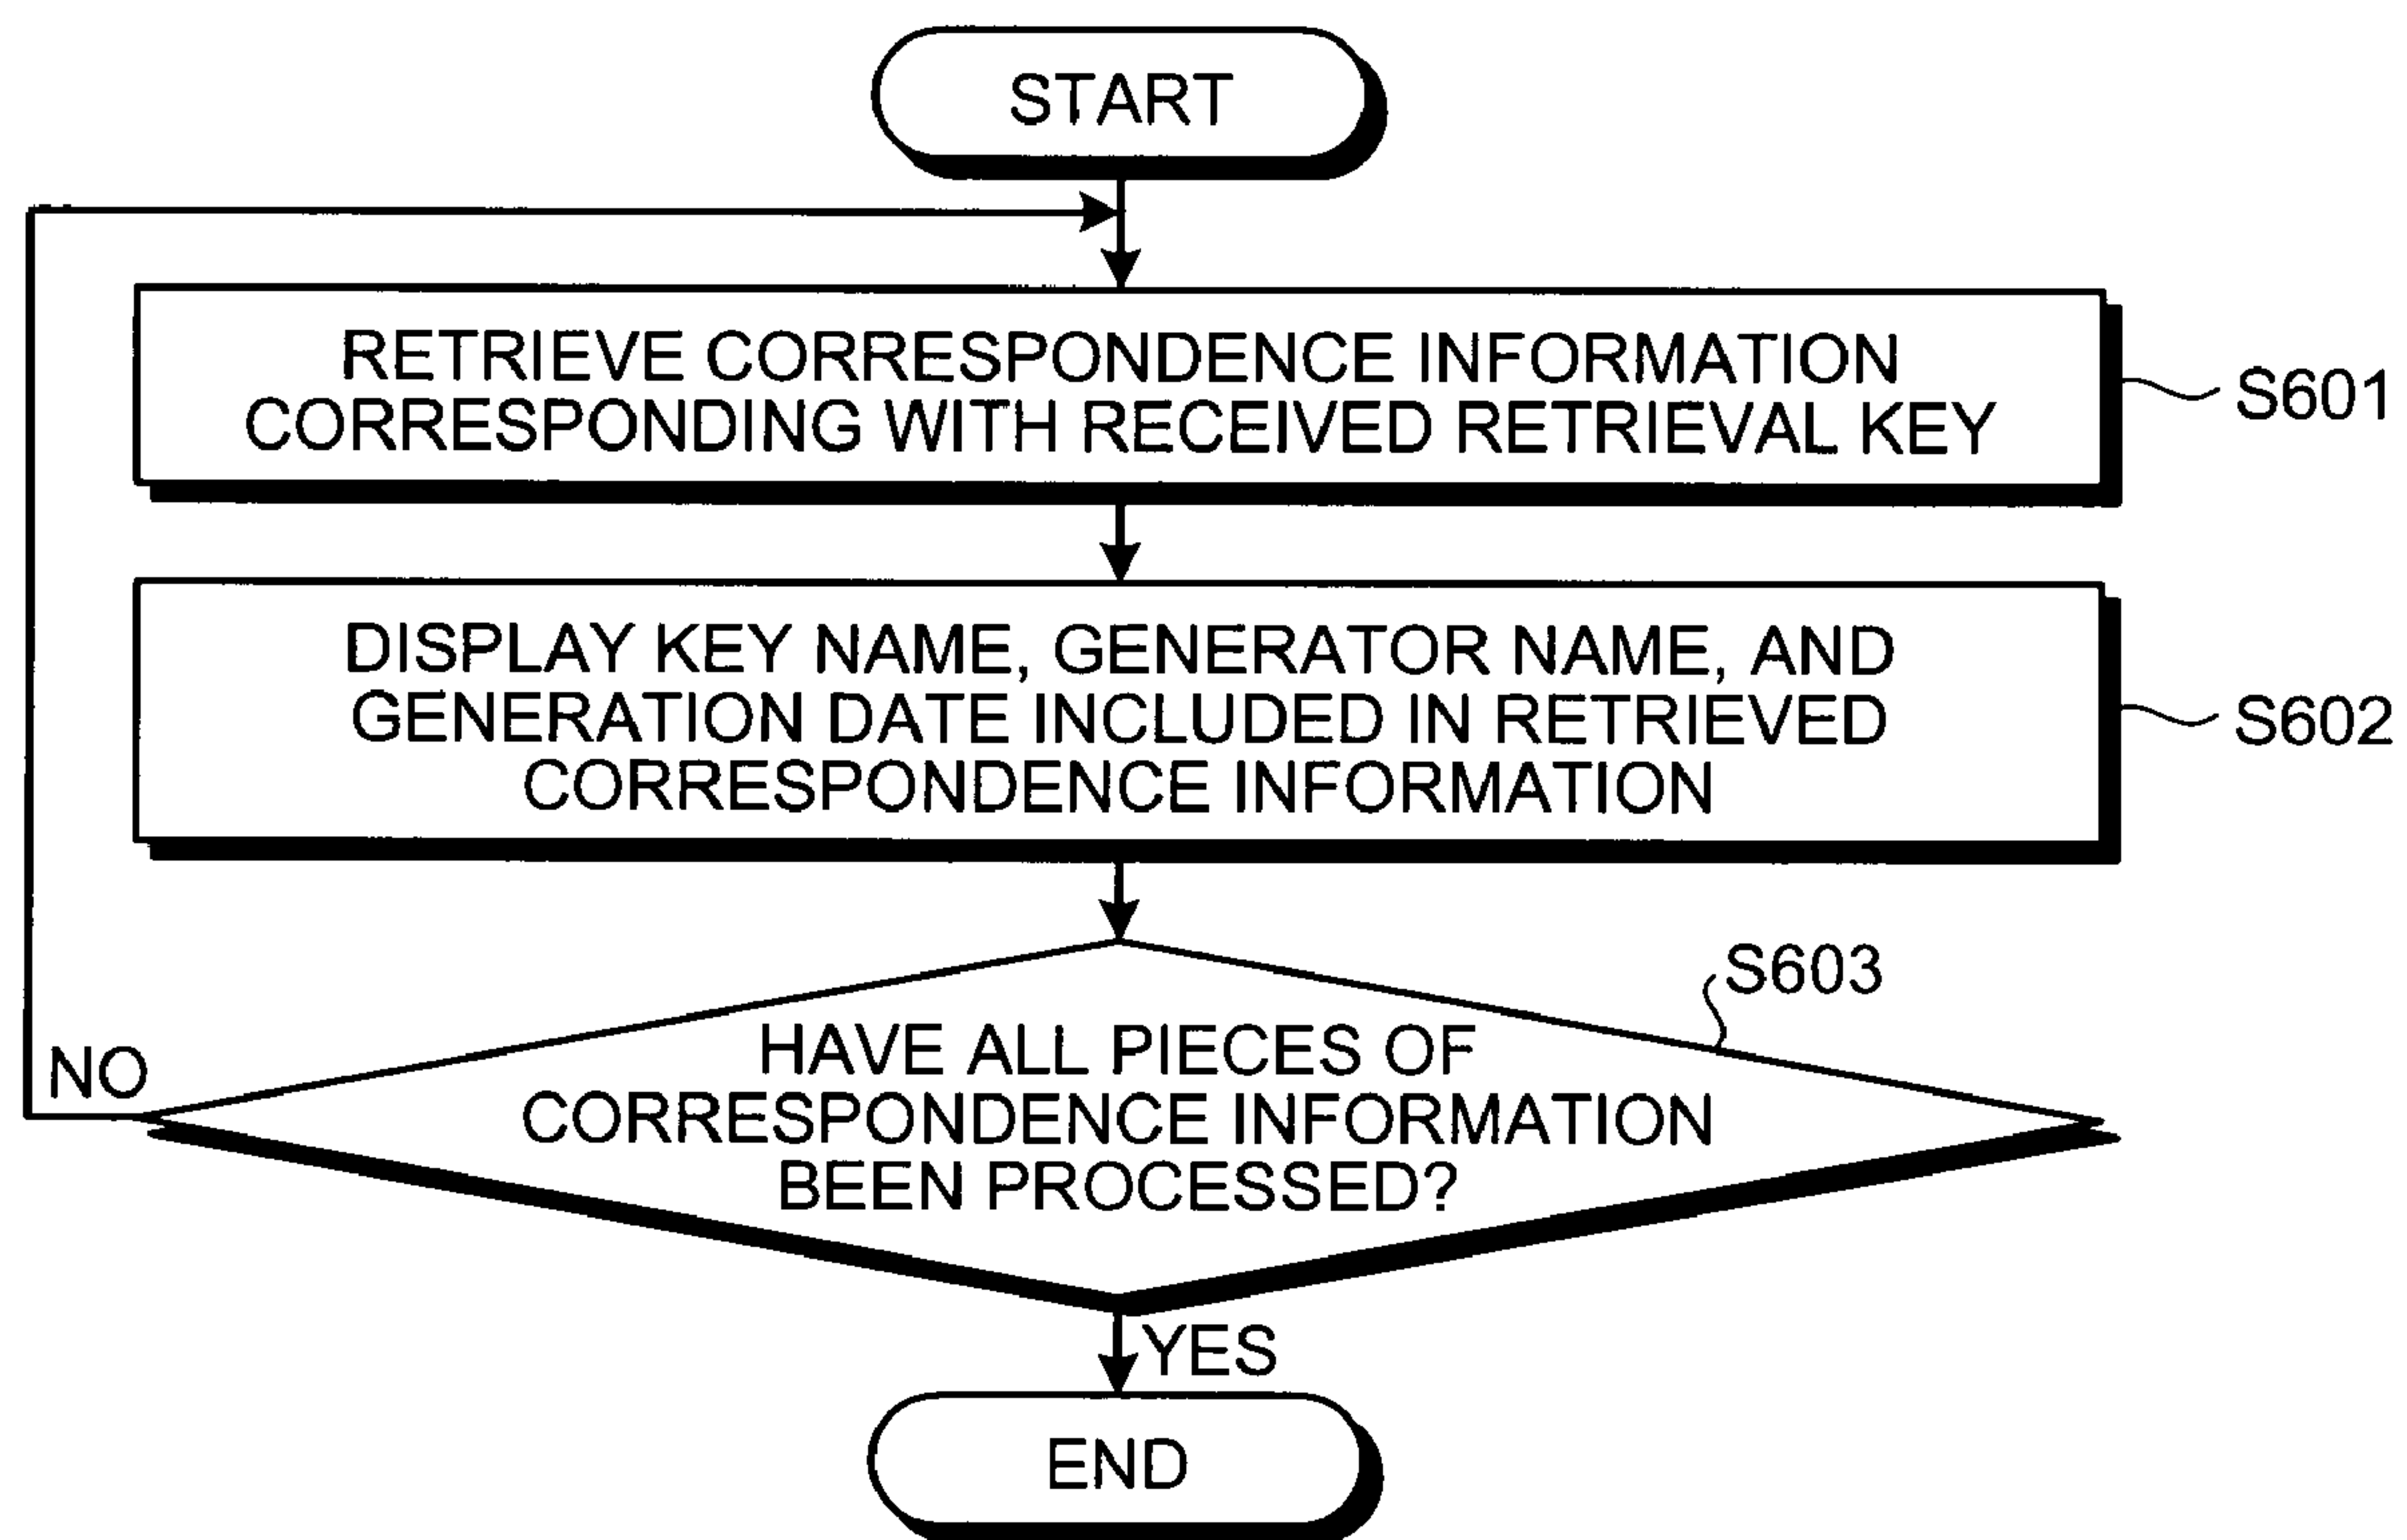 START
RETRIEVE CORRESPONDENCE INFORMATION
CORRESPONDING WITH RECEIVED RETRIEVAL KEY
S601
DISPLAY KEY NAME, GENERATOR NAME, AND
GENERATION DATE INCLUDED IN RETRIEVED
CORRESPONDENCE INFORMATION
S602
S603
HAVE ALL PIECES OF
CORRESPONDENCE INFORMATION
BEEN PROCESSED?
NO
YES
END